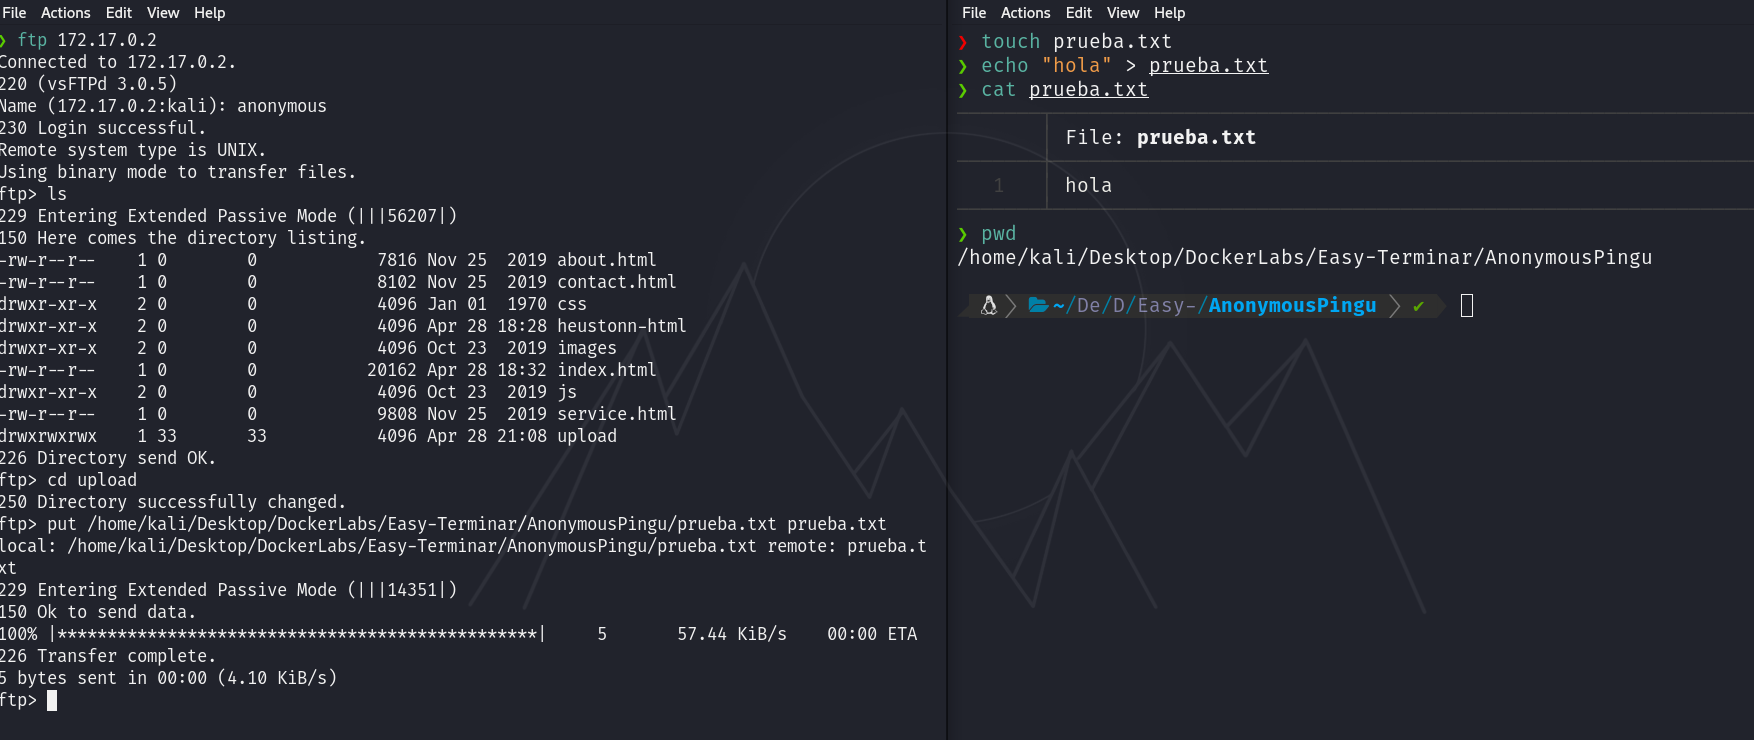 File Actions Edit View Help
❯ ftp 172.17.0.2
Connected to 172.17.0.2.
220 (vsFTPd 3.0.5)
Name (172.17.0.2:kali): anonymous
230 Login successful.
Remote system type is UNIX.
Using binary mode to transfer files.
ftp> ls
229 Entering Extended Passive Mode (|||56207|)
150 Here comes the directory listing.
-rw-r--r--    1 0        0            7816 Nov 25  2019 about.html
-rw-r--r--    1 0        0            8102 Nov 25  2019 contact.html
drwxr-xr-x    2 0        0            4096 Jan 01  1970 css
drwxr-xr-x    2 0        0            4096 Apr 28 18:28 heustonn-html
drwxr-xr-x    2 0        0            4096 Oct 23  2019 images
-rw-r--r--    1 0        0           20162 Apr 28 18:32 index.html
drwxr-xr-x    2 0        0            4096 Oct 23  2019 js
-rw-r--r--    1 0        0            9808 Nov 25  2019 service.html
drwxrwxrwx    1 33       33           4096 Apr 28 21:08 upload
226 Directory send OK.
ftp> cd upload
250 Directory successfully changed.
ftp> put /home/kali/Desktop/DockerLabs/Easy-Terminar/AnonymousPingu/prueba.txt prueba.txt
local: /home/kali/Desktop/DockerLabs/Easy-Terminar/AnonymousPingu/prueba.txt remote: prueba.t
xt
229 Entering Extended Passive Mode (|||14351|)
150 Ok to send data.
100% |************************************************|     5       57.44 KiB/s    00:00 ETA
226 Transfer complete.
5 bytes sent in 00:00 (4.10 KiB/s)
ftp>
File Actions Edit View Help
❯ touch prueba.txt
❯ echo "hola" > prueba.txt
❯ cat prueba.txt
File: prueba.txt
1 hola
❯ pwd
/home/kali/Desktop/DockerLabs/Easy-Terminar/AnonymousPingu
~/De/D/Easy-/AnonymousPingu ✔